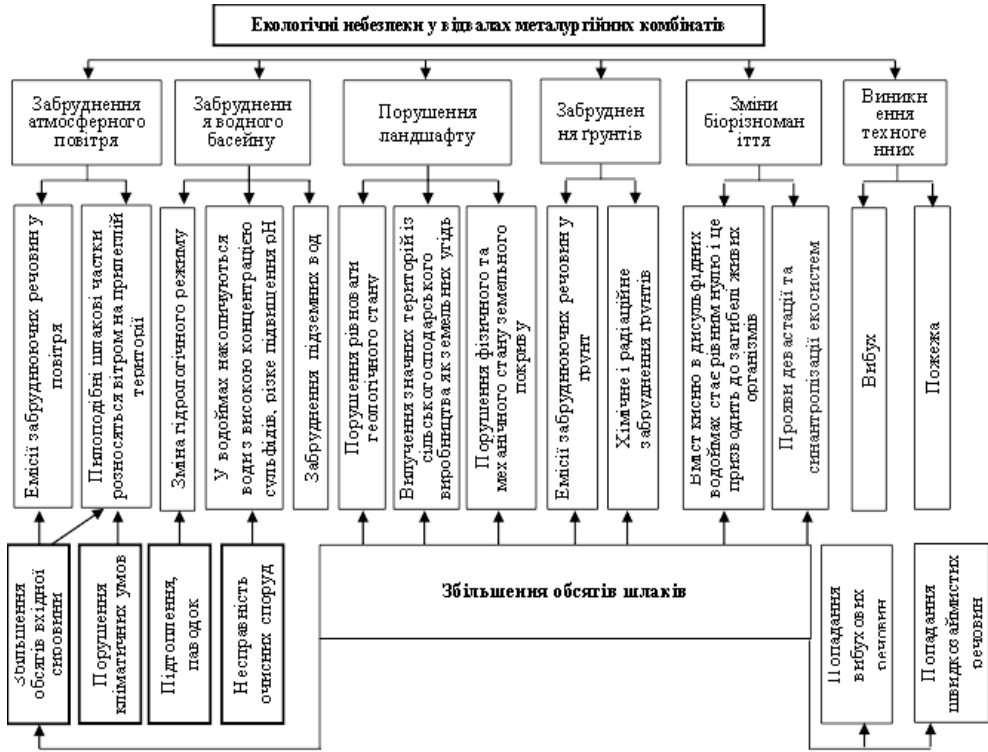 Екологічні небезпеки у відвалах металургійних комбінатів
Забруднення
атмосферного
повітря
Забрудненн
я водного
басейну
Порушення
ландшафту
Забруднен
ня ґрунтів
Зміни
біорізноман
іття
Виникн
ення
техноге
нних
Емісії забруднюючих речовин у
повітря
Пилоподібні шлакові частки
розносяться вітром на прилеглій
території
Зміна гідрологічного режиму
У водоймах накопичуються
води з високою концентрацією
сульфідів, різке підвищення рН
Забруднення підземних вод
Порушення рівноваги
геологічного стану
Вилучення значних територій із
сільськогосподарського
виробництва як земельних угідь
Порушення фізичного та
механічного стану земельного
покриву
Емісії забруднюючих речовин у
ґрунт
Хімічне і радіаційне
забруднення ґрунтів
Вміст кисню в дисульфідних
водоймах стає рівним нулю і це
призводить до загибелі живих
організмів
Прояви девастації та
синантропізації екосистем
Вибух
Пожежа
Збільшення
обсягів вхідної
сировини
Порушення
кліматичних умов
Підтоплення,
паводок
Несправність
очисних споруд
Збільшення обсягів шлаків
Попадання
вибухових
речовин
Попадання
швидкозаймистих
речовин